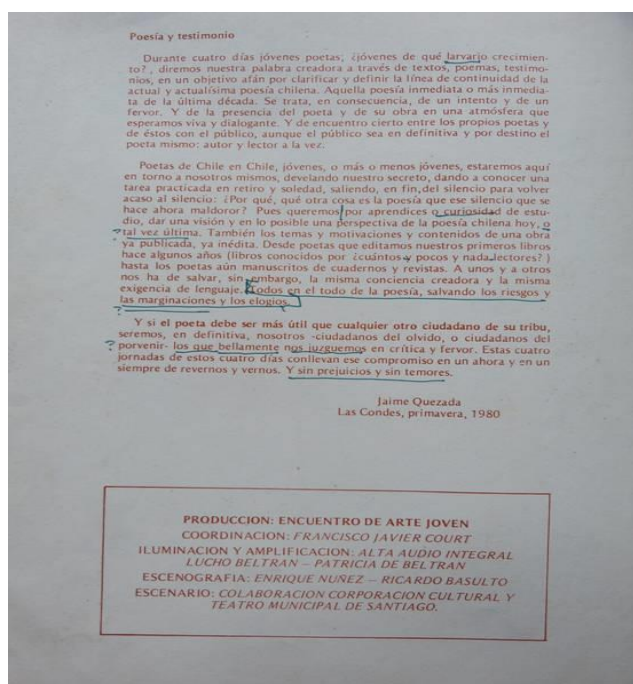 Poesía y testimonio
Durante cuatro días jóvenes poetas; ¿jóvenes de qué larvario crecimien-
to? , diremos nuestra palabra creadora a través de textos, poemas, testimo-
nios, en un objetivo afán por clarificar y definir la línea de continuidad de la
actual y actualísima poesía chilena. Aquella poesía inmediata o más inmedia-
ta de la última década. Se trata, en consecuencia, de un intento y de un
fervor. Y de la presencia del poeta y de su obra en una atmósfera que
esperamos viva y dialogante. Y de encuentro cierto entre los propios poetas y
de éstos con el público, aunque el público sea en definitiva y por destino el
poeta mismo: autor y lector a la vez.
Poetas de Chile en Chile, jóvenes, o más o menos jóvenes, estaremos aquí
en torno a nosotros mismos, develando nuestro secreto, dando a conocer una
tarea practicada en retiro y soledad, saliendo, en fin,del silencio para volver
acaso al silencio: ¿Por qué, qué otra cosa es la poesía que ese silencio que se
hace ahora maldoror? Pues queremos por aprendices o curiosidad de estu-
dio, dar una visión y en lo posible una perspectiva de la poesía chilena hoy, o
? tal vez última. También los temas y motivaciones y contenidos de una obra
ya publicada, ya inédita. Desde poetas que editamos nuestros primeros libros
hace algunos años (libros conocidos por ¿cuántos y pocos y nada lectores? )
hasta los poetas aún manuscritos de cuadernos y revistas. A unos y a otros
nos ha de salvar, sin embargo, la misma conciencia creadora y la misma
exigencia de lenguaje. Todos en el todo de la poesía, salvando los riesgos y
las marginaciones y los elogios.
?
Y si el poeta debe ser más útil que cualquier otro ciudadano de su tribu,
seremos, en definitiva, nosotros -ciudadanos del olvido, o ciudadanos del
? porvenir- los que bellamente nos juzguemos en crítica y fervor. Estas cuatro
jornadas de estos cuatro días conllevan ese compromiso en un ahora y en un
siempre de revernos y vernos. Y sin prejuicios y sin temores.
Jaime Quezada
Las Condes, primavera, 1980
PRODUCCION: ENCUENTRO DE ARTE JOVEN
COORDINACION: FRANCISCO JAVIER COURT
ILUMINACION Y AMPLIFICACION: ALTA AUDIO INTEGRAL
LUCHO BELTRAN — PATRICIA DE BELTRAN
ESCENOGRAFIA: ENRIQUE NUÑEZ — RICARDO BASULTO
ESCENARIO: COLABORACION CORPORACION CULTURAL Y
TEATRO MUNICIPAL DE SANTIAGO.